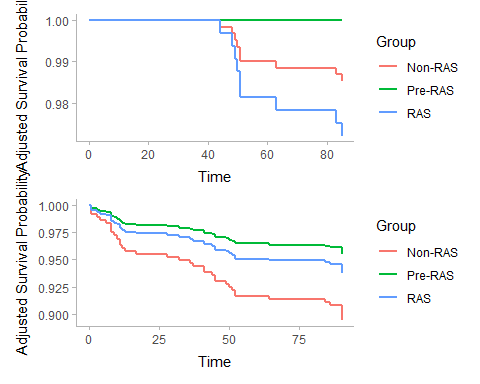 Adjusted Survival Probability
1.00
0.99
0.98
0
20
40
60
80
Time
Group
Non-RAS
Pre-RAS
RAS
Adjusted Survival Probability
1.000
0.975
0.950
0.925
0.900
0
25
50
75
Time
Group
Non-RAS
Pre-RAS
RAS